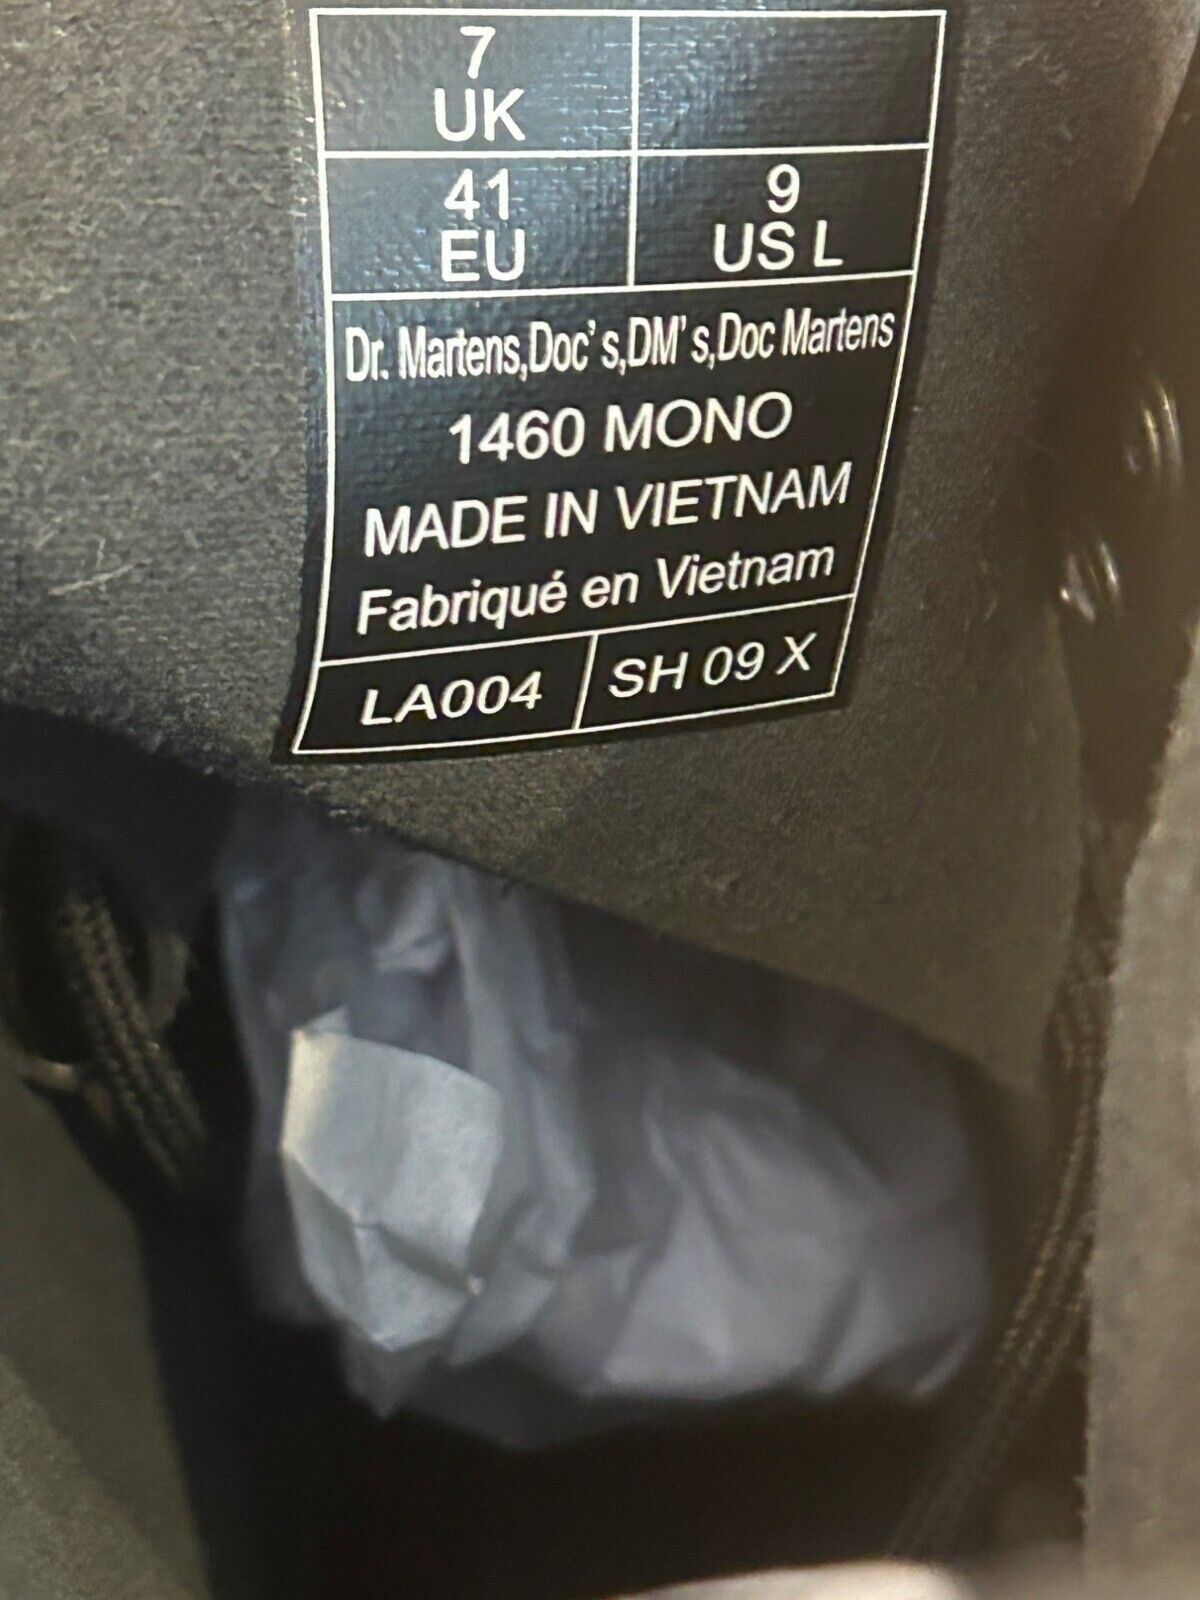 7
UK
41
EU
9
US L
Dr. Martens,Doc's,DM's,Doc Martens
1460 MONO
MADE IN VIETNAM
Fabriqué en Vietnam
LA004
SH 09 X